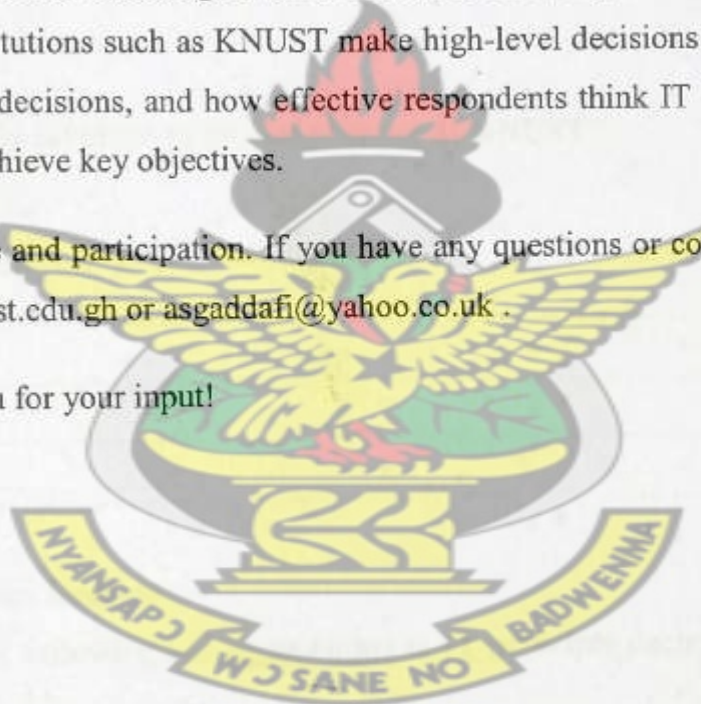 tutions such as KNUST make high-level decisions
decisions, and how effective respondents think IT
chieve key objectives.
and participation. If you have any questions or co
st.edu.gh or asgaddafi@yahoo.co.uk .
for your input!
NYANSAPƆ WƆSANE NO BADWENMA